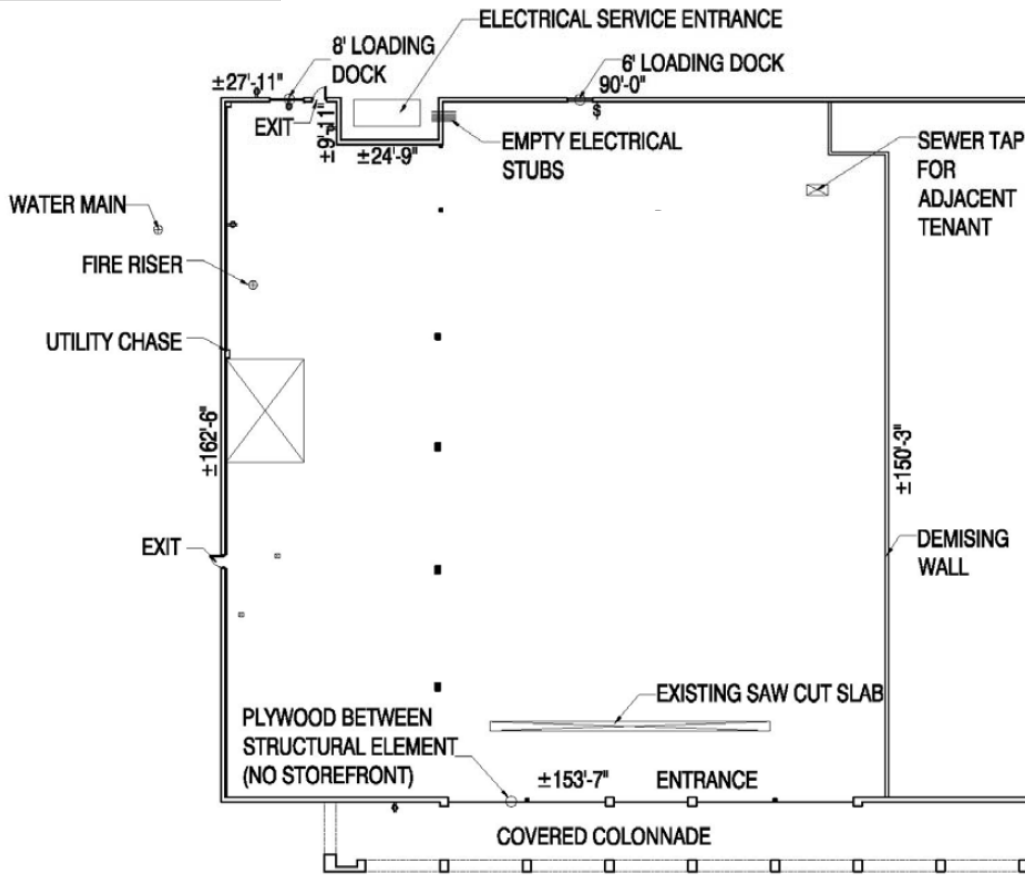 ELECTRICAL SERVICE ENTRANCE
8' LOADING
DOCK
6' LOADING DOCK
±27'-11"
90'-0"
EXIT
±9'-11"
±24'-9"
$
EMPTY ELECTRICAL
STUBS
SEWER TAP
FOR
ADJACENT
TENANT
WATER MAIN
FIRE RISER
UTILITY CHASE
±162'-6"
±150'-3"
EXIT
DEMISING
WALL
EXISTING SAW CUT SLAB
PLYWOOD BETWEEN
STRUCTURAL ELEMENT
(NO STOREFRONT)
±153'-7"
ENTRANCE
COVERED COLONNADE